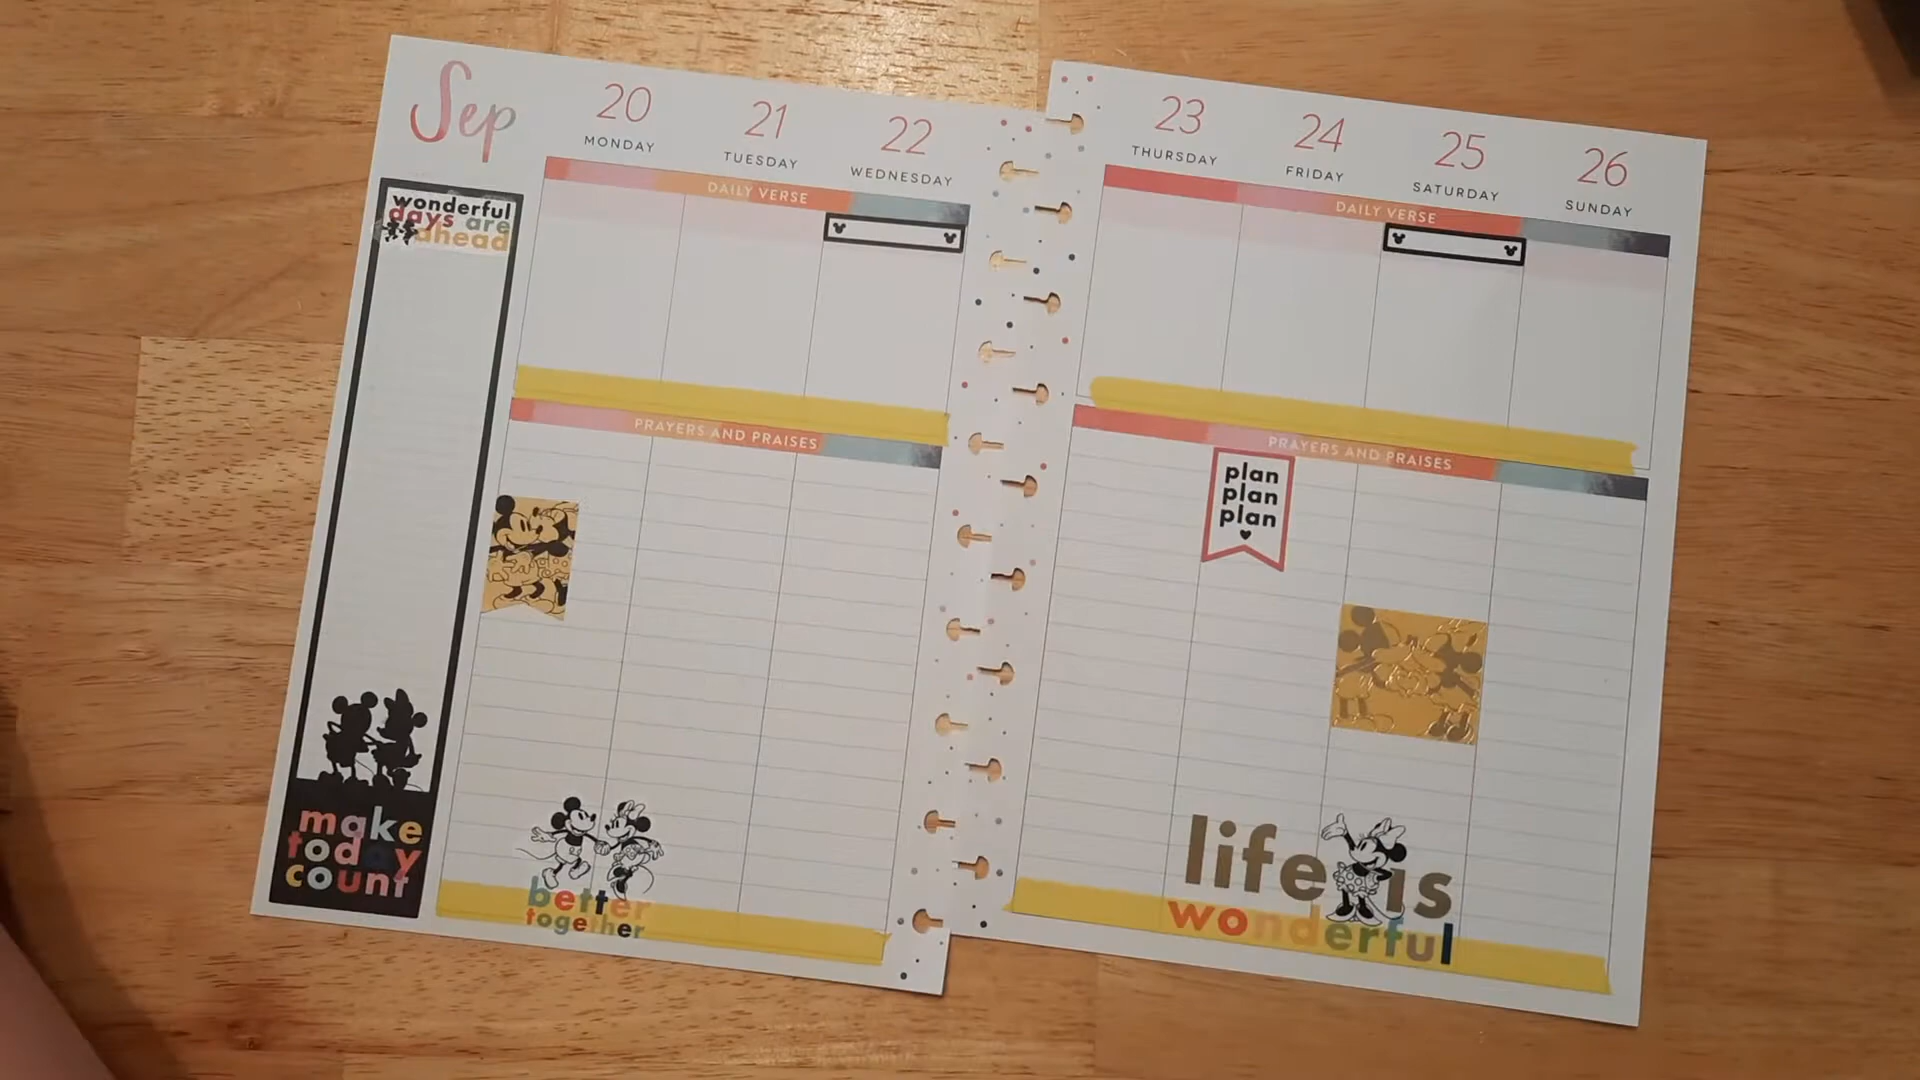 Sep
20
MONDAY
21
TUESDAY
22
WEDNESDAY
DAILY VERSE
wonderful
days are
ahead
PRAYERS AND PRAISES
make
today
count
better
together
23
THURSDAY
24
FRIDAY
25
SATURDAY
26
SUNDAY
DAILY VERSE
PRAYERS AND PRAISES
plan
plan
plan
life is
wonderful